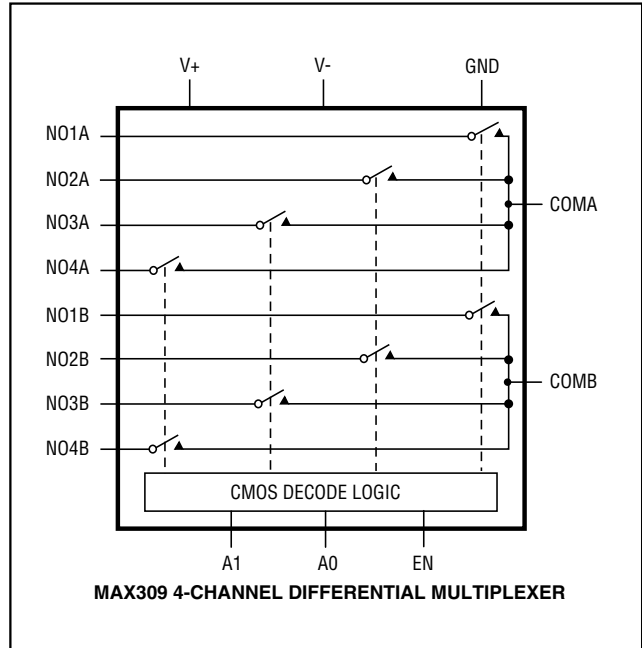 V+ V- GND
NO1A
NO2A
COMA
NO3A
NO4A
NO1B
NO2B
COMB
NO3B
NO4B
CMOS DECODE LOGIC
A1 A0 EN
MAX309 4-CHANNEL DIFFERENTIAL MULTIPLEXER